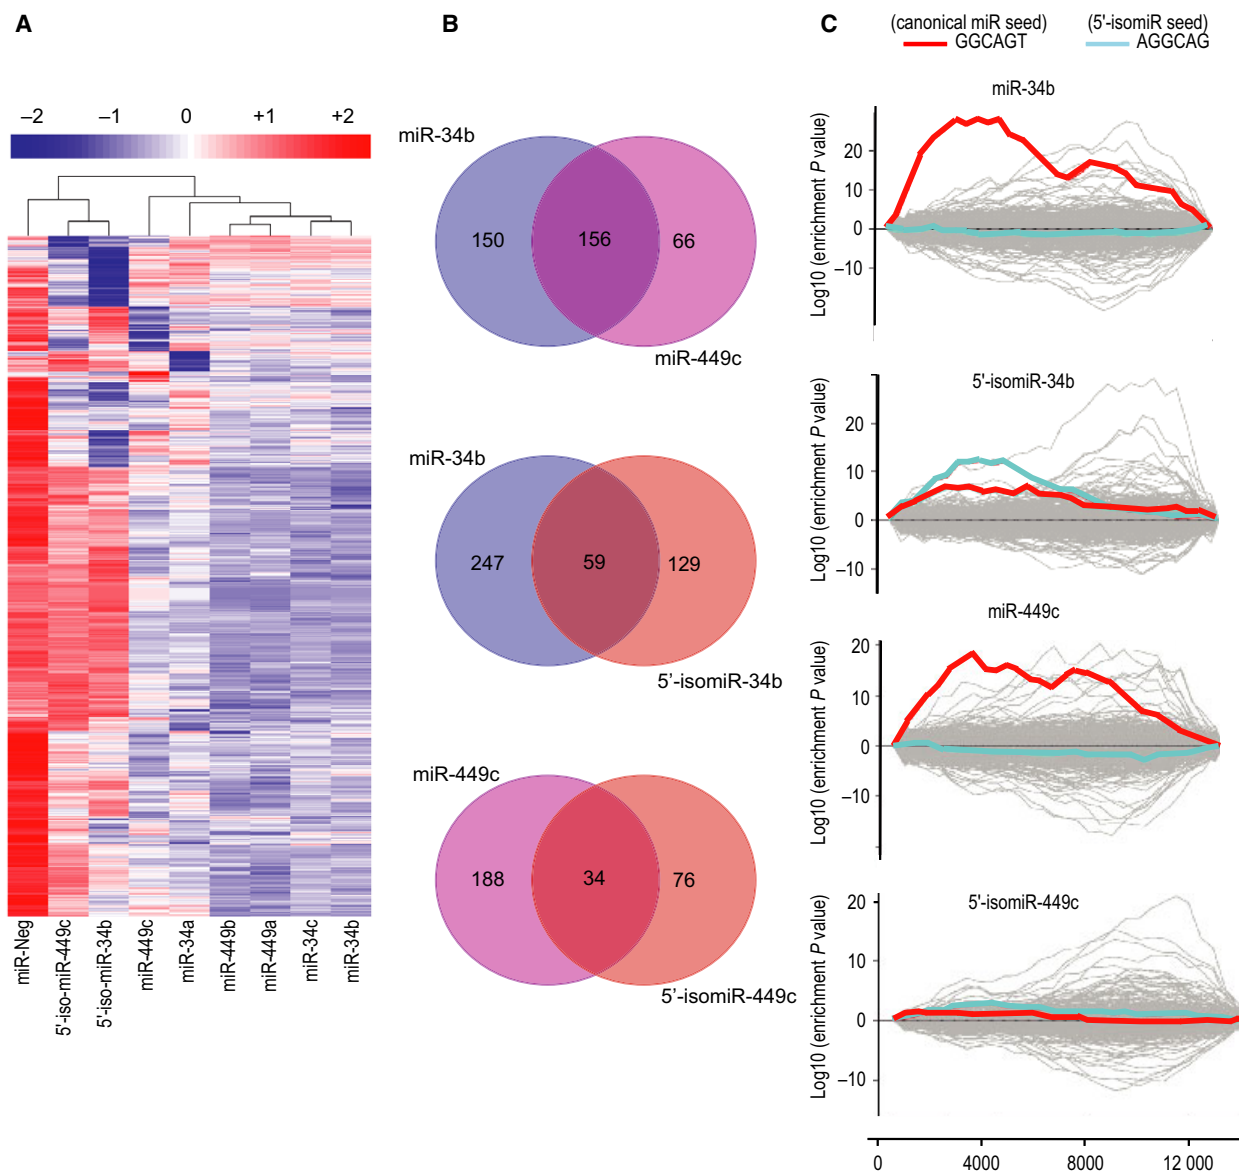 A
−2 −1 0 +1 +2
miR-Neg
5'-iso-miR-449c
5'-iso-miR-34b
miR-449c
miR-34a
miR-449b
miR-449a
miR-34c
miR-34b
B
miR-34b
150 156 66
miR-449c
miR-34b
247 59 129
5'-isomiR-34b
miR-449c
188 34 76
5'-isomiR-449c
C
(canonical miR seed) (5'-isomiR seed)
GGCAGT AGGCAG
miR-34b
Log10 (enrichment P value)
20
10
0
−10
5'-isomiR-34b
Log10 (enrichment P value)
20
10
0
−10
miR-449c
Log10 (enrichment P value)
20
10
0
−10
5'-isomiR-449c
Log10 (enrichment P value)
20
10
0
−10
0 4000 8000 12 000